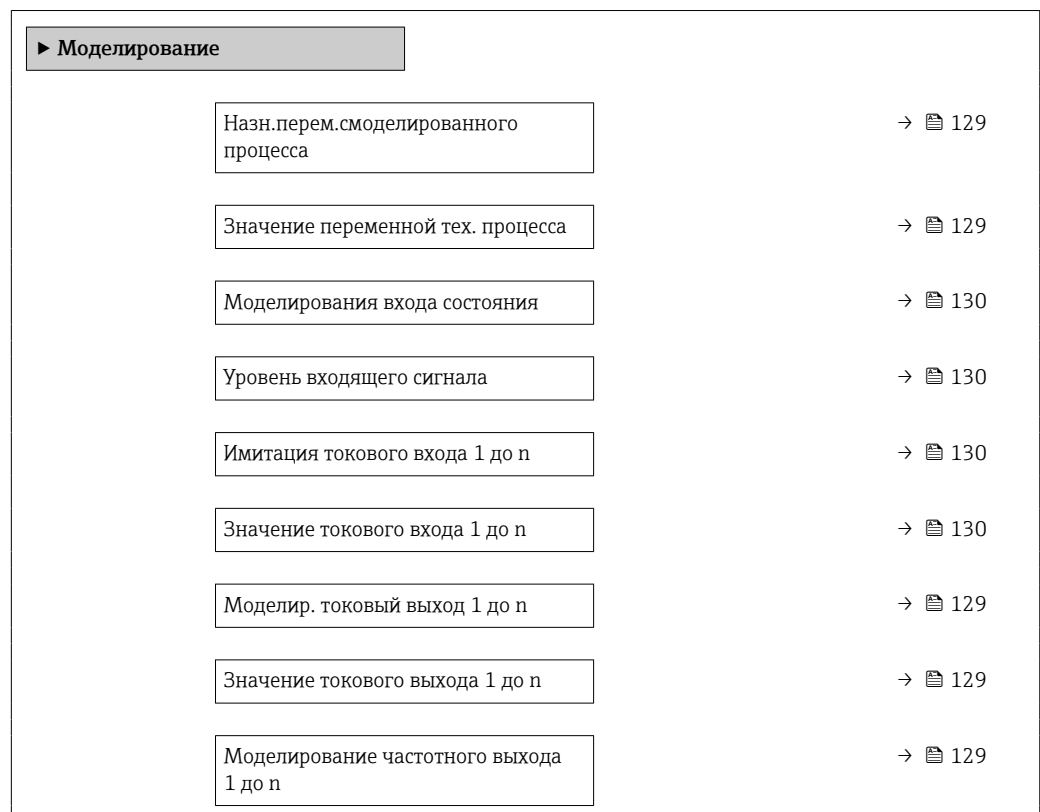 ► Моделирование
Назн.перем.смоделированного → 129
процесса
Значение переменной тех. процесса → 129
Моделирования входа состояния → 130
Уровень входящего сигнала → 130
Имитация токового входа 1 до n → 130
Значение токового входа 1 до n → 130
Моделир. токовый выход 1 до n → 129
Значение токового выхода 1 до n → 129
Моделирование частотного выхода → 129
1 до n